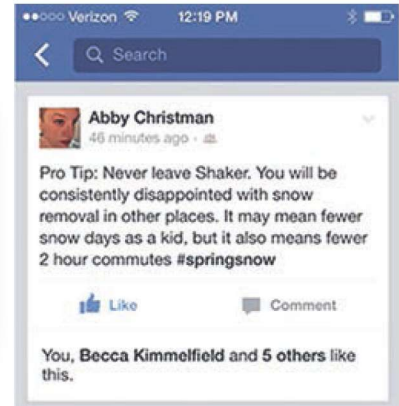 Verizon 12:19 PM
Search
Abby Christman
46 minutes ago ·
Pro Tip: Never leave Shaker. You will be
consistently disappointed with snow
removal in other places. It may mean fewer
snow days as a kid, but it also means fewer
2 hour commutes #springsnow
Like Comment
You, Becca Kimmelfield and 5 others like
this.